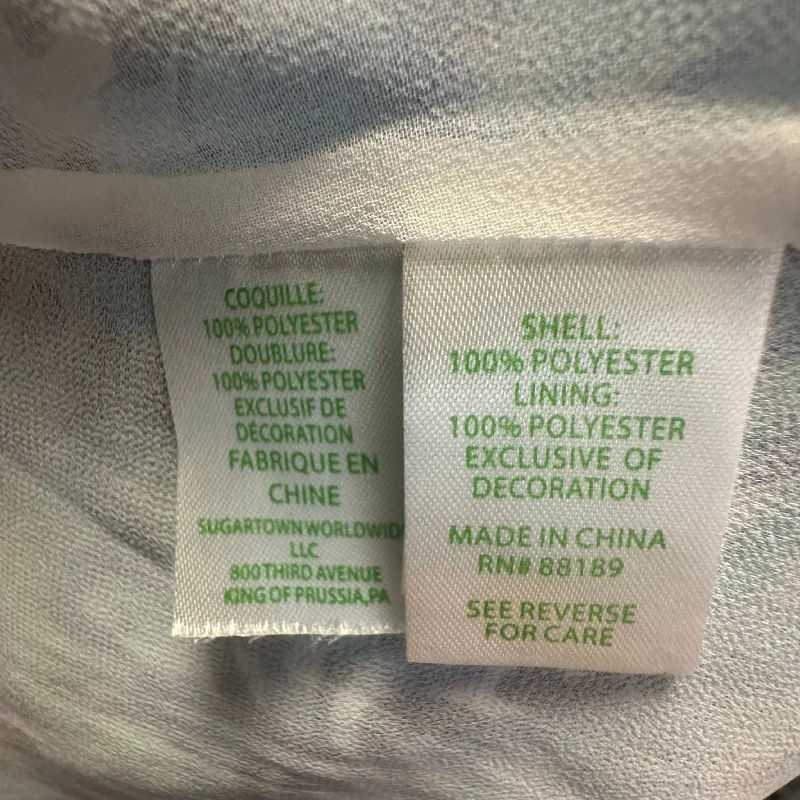 COQUILLE:
100% POLYESTER
DOUBLURE:
100% POLYESTER
EXCLUSIF DE
DÉCORATION
FABRIQUE EN
CHINE
SUGARTOWN WORLDWID
LLC
800 THIRD AVENUE
KING OF PRUSSIA,PA
SHELL:
100% POLYESTER
LINING:
100% POLYESTER
EXCLUSIVE OF
DECORATION
MADE IN CHINA
RN# 88189
SEE REVERSE
FOR CARE